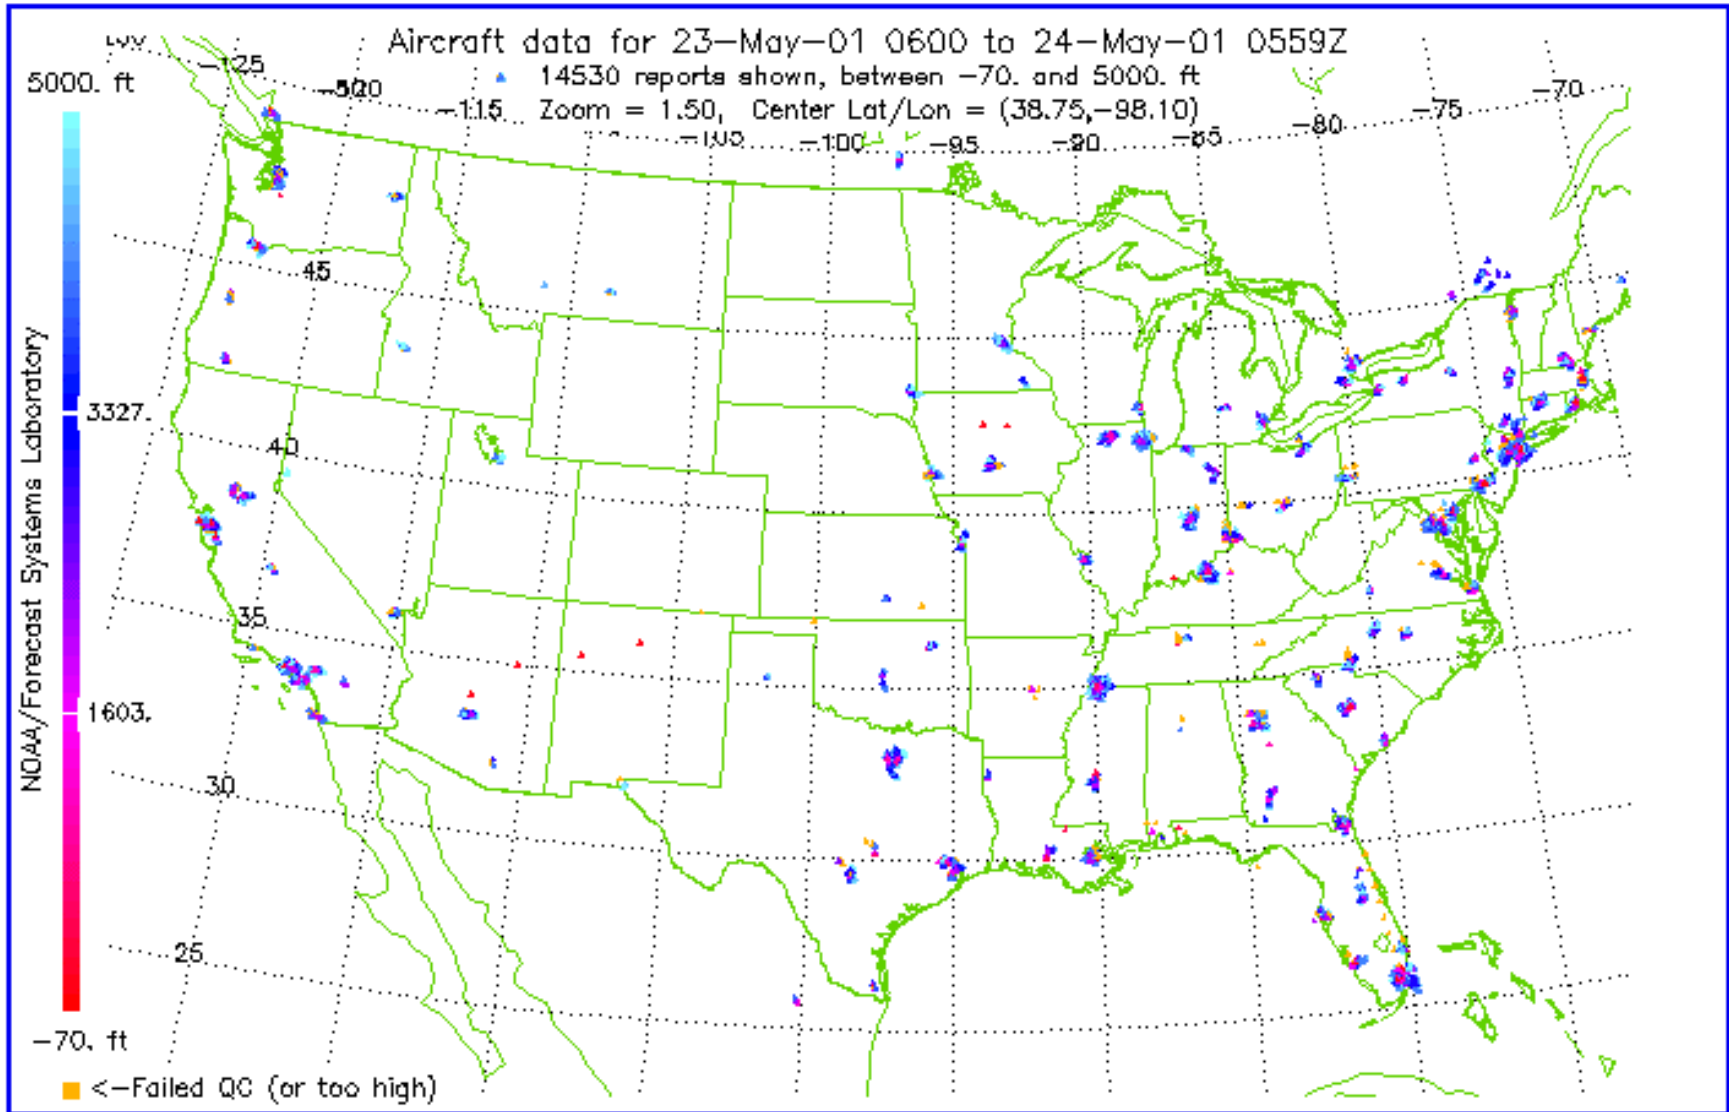 Aircraft data for 23-May-01 0600 to 24-May-01 0559Z
14530 reports shown, between -70. and 5000. ft
Zoom = 1.50, Center Lat/Lon = (38.75,-98.10)
5000. ft
3327.
1603.
-70. ft
NOAA/Forecast Systems Laboratory
<-Failed QC (or too high)
-125
-115
-105
-100
-95
-90
-85
-80
-75
-70
45
40
35
30
25